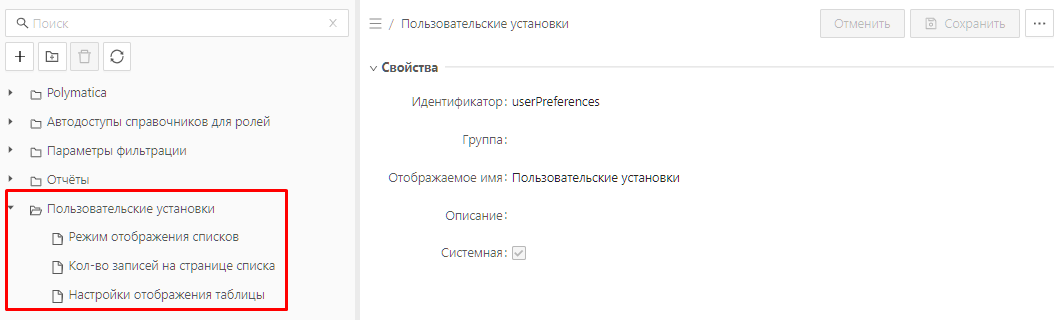 Поиск
Polymatica
Автодоступы справочников для ролей
Параметры фильтрации
Отчёты
Пользовательские установки
Режим отображения списков
Кол-во записей на странице списка
Настройки отображения таблицы
/ Пользовательские установки
Отменить
Сохранить
Свойства
Идентификатор: userPreferences
Группа:
Отображаемое имя: Пользовательские установки
Описание:
Системная: